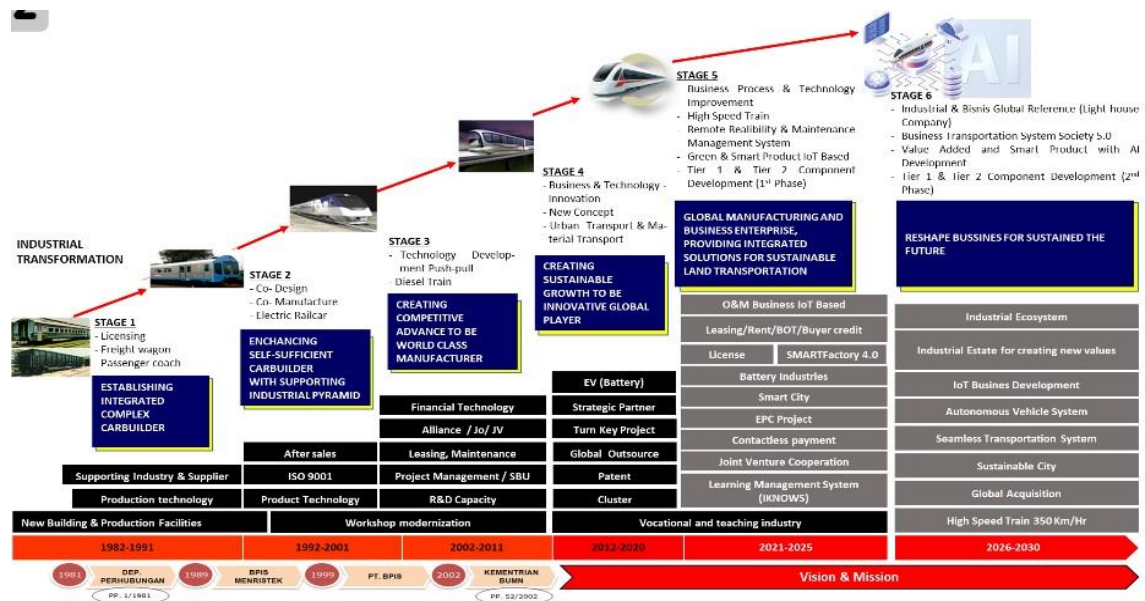 INDUSTRIAL
TRANSFORMATION
STAGE 1
- Licensing
- Freight wagon
Passenger coach
ESTABLISHING
INTEGRATED
COMPLEX
CARBUILDER
STAGE 2
- Co- Design
- Co- Manufacture
- Electric Railcar
ENCHANCING
SELF-SUFFICIENT
CARBUILDER
WITH SUPPORTING
INDUSTRIAL PYRAMID
STAGE 3
- Technology Develop-
ment Push-pull
- Diesel Train
CREATING
COMPETITIVE
ADVANCE TO BE
WORLD CLASS
MANUFACTURER
STAGE 4
- Business & Technology -
Innovation
- New Concept
- Urban Transport & Ma-
terial Transport
CREATING
SUSTAINABLE
GROWTH TO BE
INNOVATIVE GLOBAL
PLAYER
STAGE 5
Business Process & Technology
Improvement
- High Speed Train
- Remote Realibility & Maintenance
Management System
- Green & Smart Product IoT Based
- Tier 1 & Tier 2 Component
Development (1st Phase)
GLOBAL MANUFACTURING AND
BUSINESS ENTERPRISE,
PROVIDING INTEGRATED
SOLUTIONS FOR SUSTAINABLE
LAND TRANSPORTATION
AI
STAGE 6
- Industrial & Bisnis Global Reference (Light house
Company)
- Business Transportation System Society 5.0
- Value Added and Smart Product with AI
Development
- Tier 1 & Tier 2 Component Development (2nd
Phase)
RESHAPE BUSSINES FOR SUSTAINED THE
FUTURE
Supporting Industry & Supplier
Production technology
New Building & Production Facilities
After sales
ISO 9001
Product Technology
Workshop modernization
Financial Technology
Alliance / Jo/ JV
Leasing, Maintenance
Project Management / SBU
R&D Capacity
EV (Battery)
Strategic Partner
Turn Key Project
Global Outsource
Patent
Cluster
Vocational and teaching industry
O&M Business IoT Based
Leasing/Rent/BOT/Buyer credit
License
SMARTFactory 4.0
Battery Industries
Smart City
EPC Project
Contactless payment
Joint Venture Cooperation
Learning Management System
(IKNOWS)
Industrial Ecosystem
Industrial Estate for creating new values
IoT Busines Development
Autonomous Vehicle System
Seamless Transportation System
Sustainable City
Global Acquisition
High Speed Train 350 Km/Hr
1982-1991
1992-2001
2002-2011
2012-2020
2021-2025
2026-2030
1981
DEP.
PERHUBUNGAN
PP. 1/1981
1989
BPIS
MENRISTEK
1999
PT. BPIS
2002
KEMENTRIAN
BUMN
PP. 52/2002
Vision & Mission